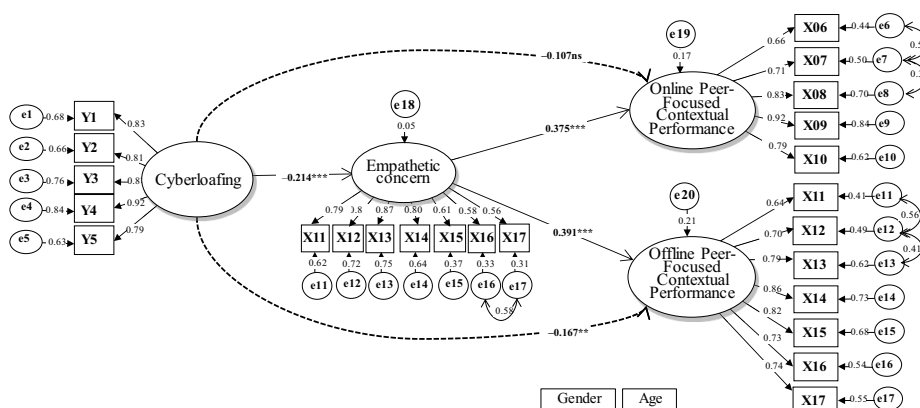 e1
0.68
Y1
0.83
e2
0.66
Y2
0.81
e3
0.76
Y3
0.8
e4
0.84
Y4
0.92
e5
0.63
Y5
0.79
Cyberloafing
–0.107ns
–0.214***
–0.167**
e18
0.05
Empathetic
concern
0.375***
0.391***
0.79
0.8
0.87
0.80
0.61
0.58
0.56
X11 X12 X13 X14 X15 X16 X17
0.62 0.72 0.75 0.64 0.37 0.33 0.31
e11 e12 e13 e14 e15 e16 e17
0.58
e19
0.17
Online Peer-
Focused
Contextual
Performance
0.66
X06
0.44
e6
0.71
X07
0.50
e7
0.83
X08
0.70
e8
0.92
X09
0.84
e9
0.79
X10
0.62
e10
e20
0.21
Offline Peer-
Focused
Contextual
Performance
0.64
X11
0.41
e11
0.56
0.70
X12
0.49
e12
0.41
0.79
X13
0.62
e13
0.86
X14
0.73
e14
0.82
X15
0.68
e15
0.73
X16
0.54
e16
0.74
X17
0.55
e17
Gender Age